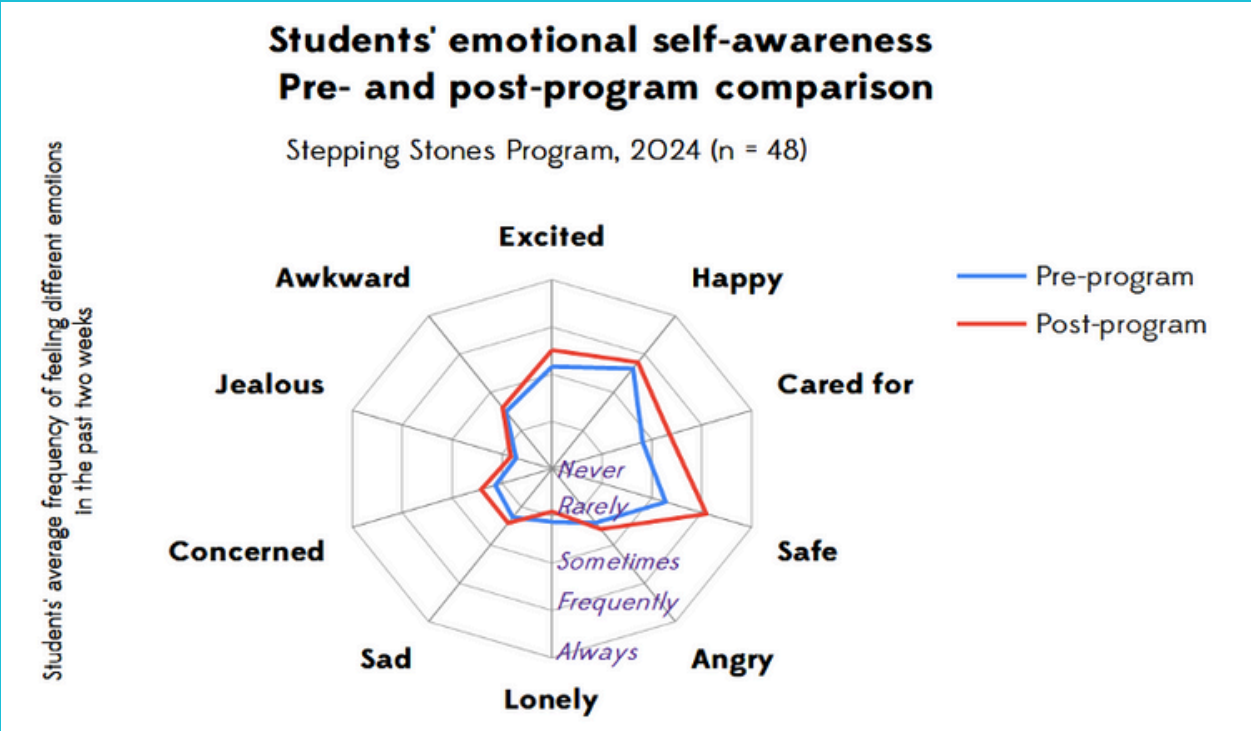 Students' emotional self-awareness
Pre- and post-program comparison
Stepping Stones Program, 2024 (n = 48)
Students' average frequency of feeling different emotions
in the past two weeks
Excited
Happy
Cared for
Safe
Angry
Lonely
Sad
Concerned
Jealous
Awkward
Never
Rarely
Sometimes
Frequently
Always
Pre-program
Post-program